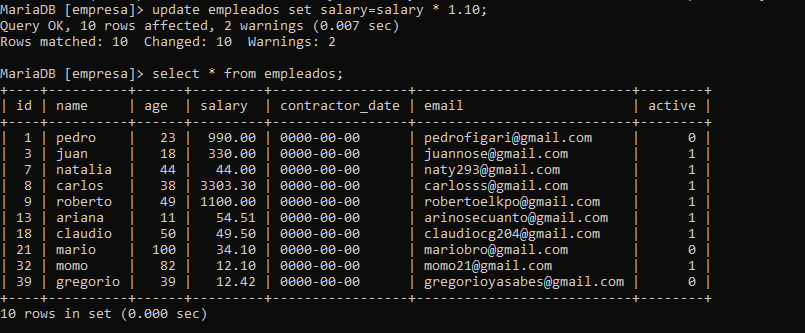 MariaDB [empresa]> update empleados set salary=salary * 1.10;
Query OK, 10 rows affected, 2 warnings (0.007 sec)
Rows matched: 10  Changed: 10  Warnings: 2
MariaDB [empresa]> select * from empleados;
+----+----------+------+---------+-----------------+---------------------------+--------+
| id | name     | age  | salary  | contractor_date | email                     | active |
+----+----------+------+---------+-----------------+---------------------------+--------+
|  1 | pedro    |   23 |  990.00 | 0000-00-00      | pedrofigari@gmail.com     |      0 |
|  3 | juan     |   18 |  330.00 | 0000-00-00      | juannose@gmail.com        |      1 |
|  7 | natalia  |   44 |   44.00 | 0000-00-00      | naty293@gmail.com         |      1 |
|  8 | carlos   |   38 | 3303.30 | 0000-00-00      | carlosss@gmail.com        |      1 |
|  9 | roberto  |   49 | 1100.00 | 0000-00-00      | robertoelkpo@gmail.com    |      1 |
| 13 | ariana   |   11 |   54.51 | 0000-00-00      | arinosecuanto@gmail.com   |      1 |
| 18 | claudio  |   50 |   49.50 | 0000-00-00      | claudiocg204@gmail.com    |      1 |
| 21 | mario    |  100 |   34.10 | 0000-00-00      | mariobro@gmail.com        |      0 |
| 32 | momo     |   82 |   12.10 | 0000-00-00      | momo21@gmail.com          |      1 |
| 39 | gregorio |   39 |   12.42 | 0000-00-00      | gregorioyasabes@gmail.com |      0 |
+----+----------+------+---------+-----------------+---------------------------+--------+
10 rows in set (0.000 sec)